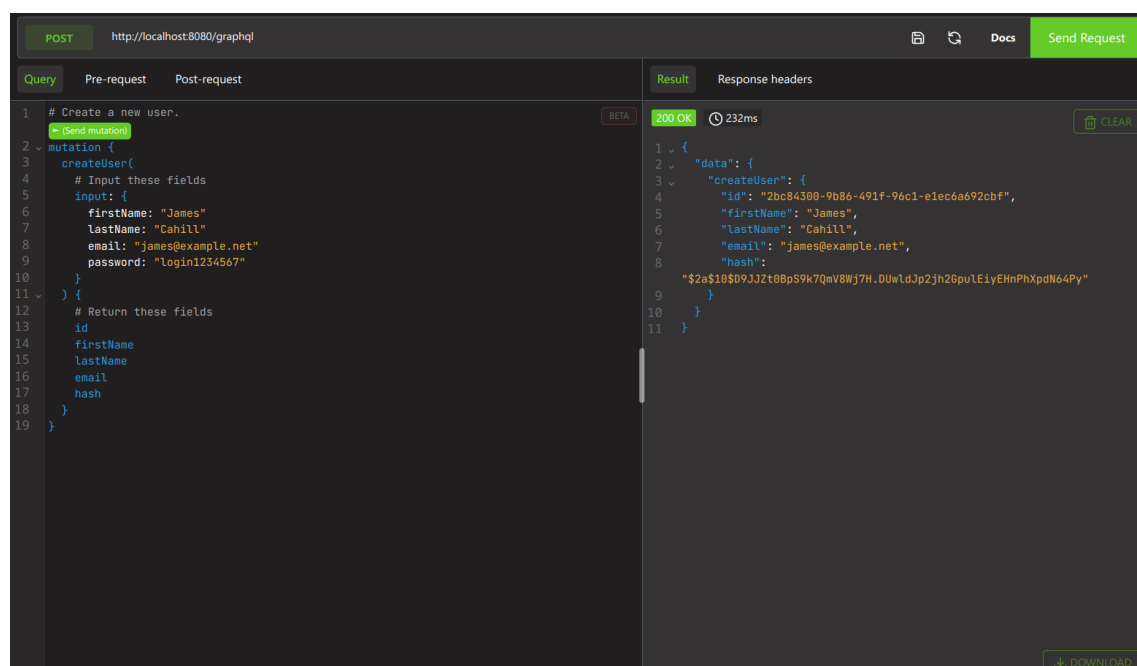 POST http://localhost:8080/graphql Docs Send Request
Query Pre-request Post-request
1 # Create a new user. BETA
(Send mutation)
2 mutation {
3 createUser(
4 # Input these fields
5 input: {
6 firstName: "James"
7 lastName: "Cahill"
8 email: "james@example.net"
9 password: "login1234567"
10 }
11 ) {
12 # Return these fields
13 id
14 firstName
15 lastName
16 email
17 hash
18 }
19 }
Result Response headers
200 OK 232ms CLEAR
1 {
2 "data": {
3 "createUser": {
4 "id": "2bc84300-9b86-491f-96c1-e1ec6a692cbf",
5 "firstName": "James",
6 "lastName": "Cahill",
7 "email": "james@example.net",
8 "hash":
"$2a$10$D9JJZt0BpS9k7QmV8Wj7H.DUwldJp2jh2GpulEiyEHnPhXpdN64Py"
9 }
10 }
11 }
DOWNLOAD